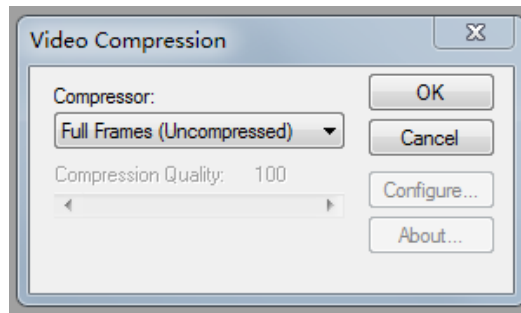 Video Compression
Compressor:
Full Frames (Uncompressed)
Compression Quality: 100
OK
Cancel
Configure...
About...